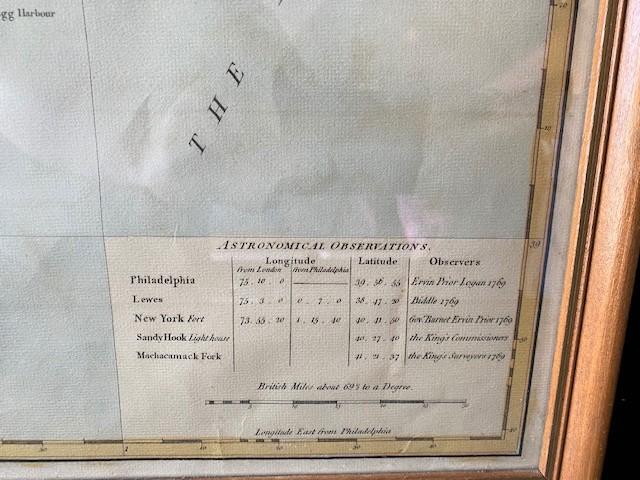 gg Harbour
THE
ASTRONOMICAL OBSERVATIONS.
Longitude Latitude Observers
from London from Philadelphia
Philadelphia 75. 10. 0 39. 56. 55 Ervin Prior Logan 1769
Lewes 75. 3. 0 0. 7. 0 38. 47. 20 Biddle 1769
New York Fort 73. 55. 20 1. 15. 40 40. 41. 50 Gov. Burnet Ervin Prior 1769
Sandy Hook Light house 40. 27. 40 the King's Commissioners
Machacamack Fork 41. 21. 37 the King's Surveyors 1769
British Miles about 69½ to a Degree.
Longitude East from Philadelphia
39
1